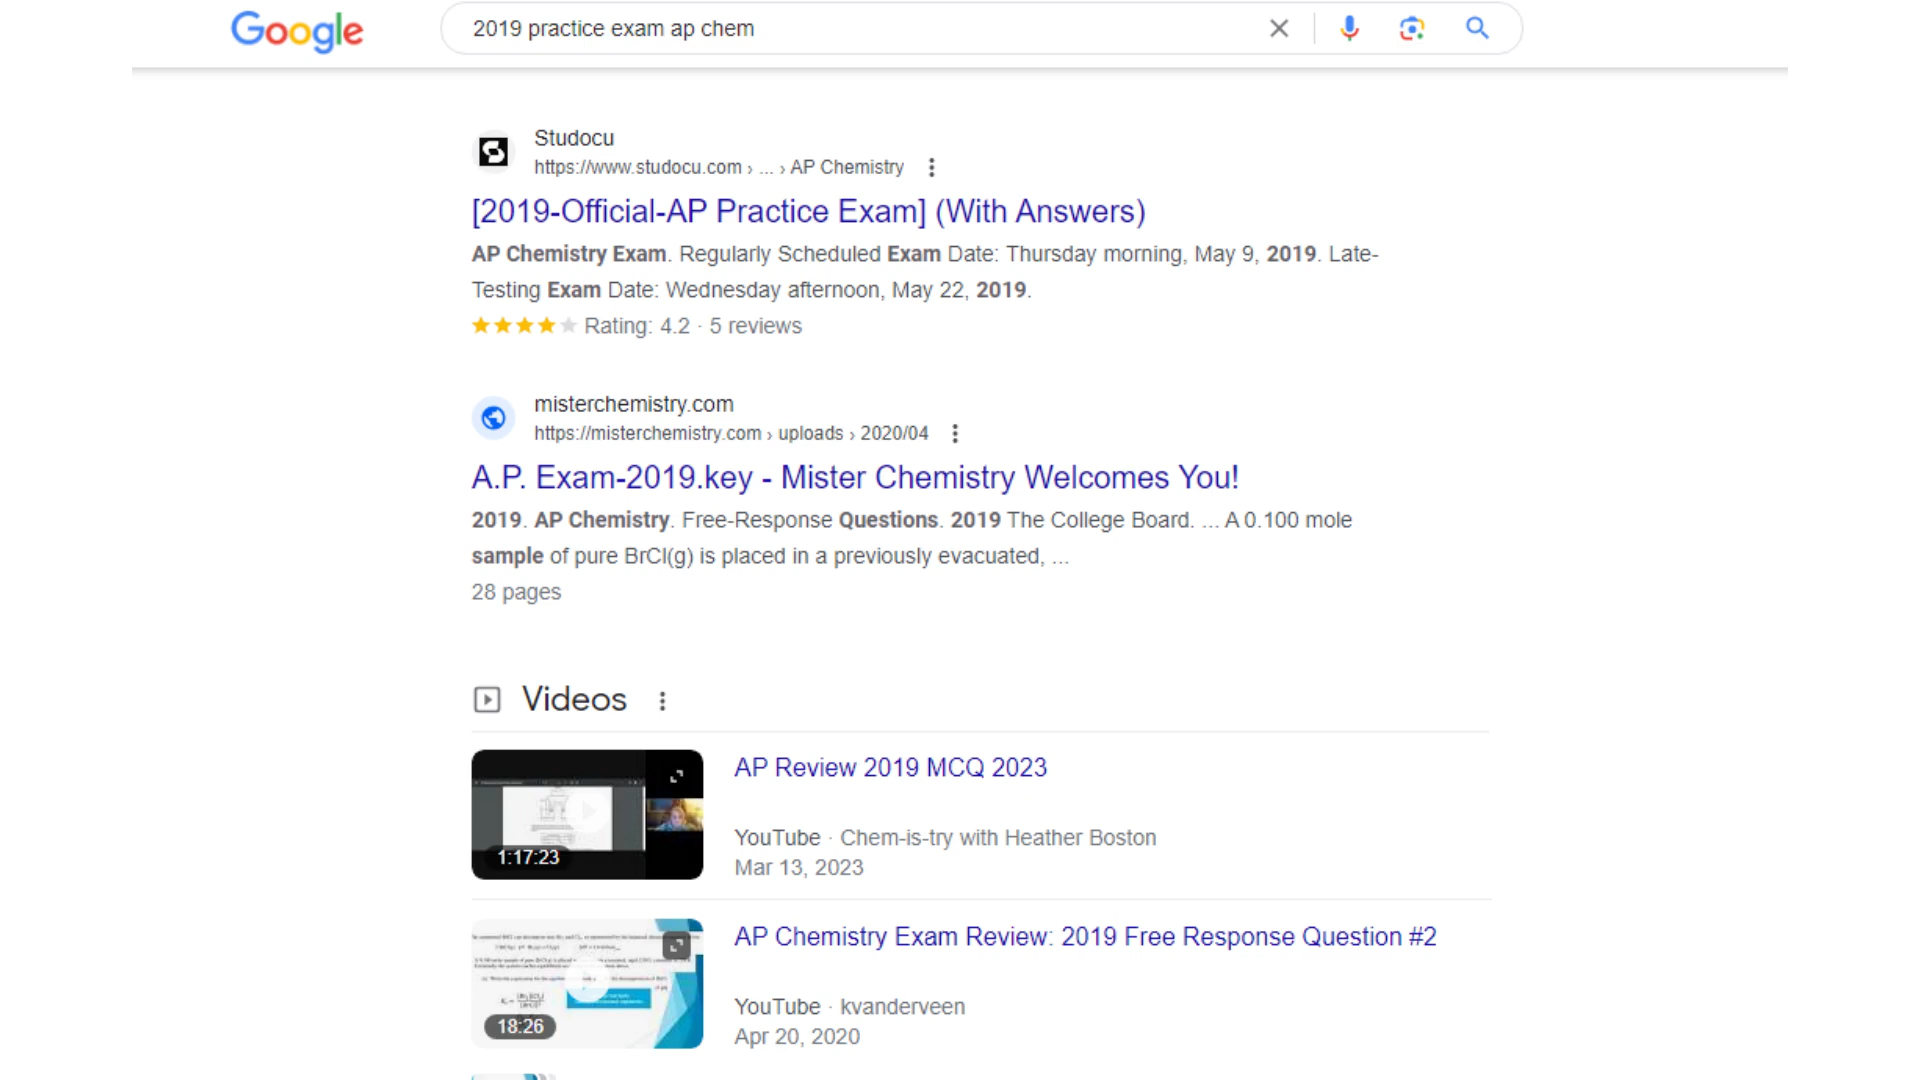 Google
2019 practice exam ap chem
Studocu
https://www.studocu.com › ... › AP Chemistry
[2019-Official-AP Practice Exam] (With Answers)
AP Chemistry Exam. Regularly Scheduled Exam Date: Thursday morning, May 9, 2019. Late-
Testing Exam Date: Wednesday afternoon, May 22, 2019.
Rating: 4.2 · 5 reviews
misterchemistry.com
https://misterchemistry.com › uploads › 2020/04
A.P. Exam-2019.key - Mister Chemistry Welcomes You!
2019. AP Chemistry. Free-Response Questions. 2019 The College Board. ... A 0.100 mole
sample of pure BrCl(g) is placed in a previously evacuated, ...
28 pages
Videos
1:17:23
AP Review 2019 MCQ 2023
YouTube · Chem-is-try with Heather Boston
Mar 13, 2023
18:26
AP Chemistry Exam Review: 2019 Free Response Question #2
YouTube · kvanderveen
Apr 20, 2020